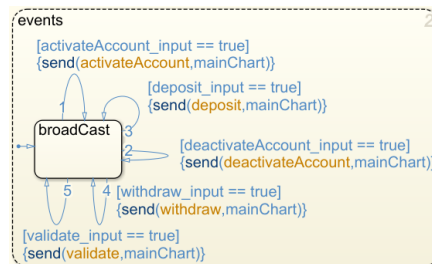 events 2
[activateAccount_input == true]
{send(activateAccount,mainChart)}
[deposit_input == true]
{send(deposit,mainChart)}
1
broadCast
3
2
[deactivateAccount_input == true]
{send(deactivateAccount,mainChart)}
5 4
[withdraw_input == true]
{send(withdraw,mainChart)}
[validate_input == true]
{send(validate,mainChart)}